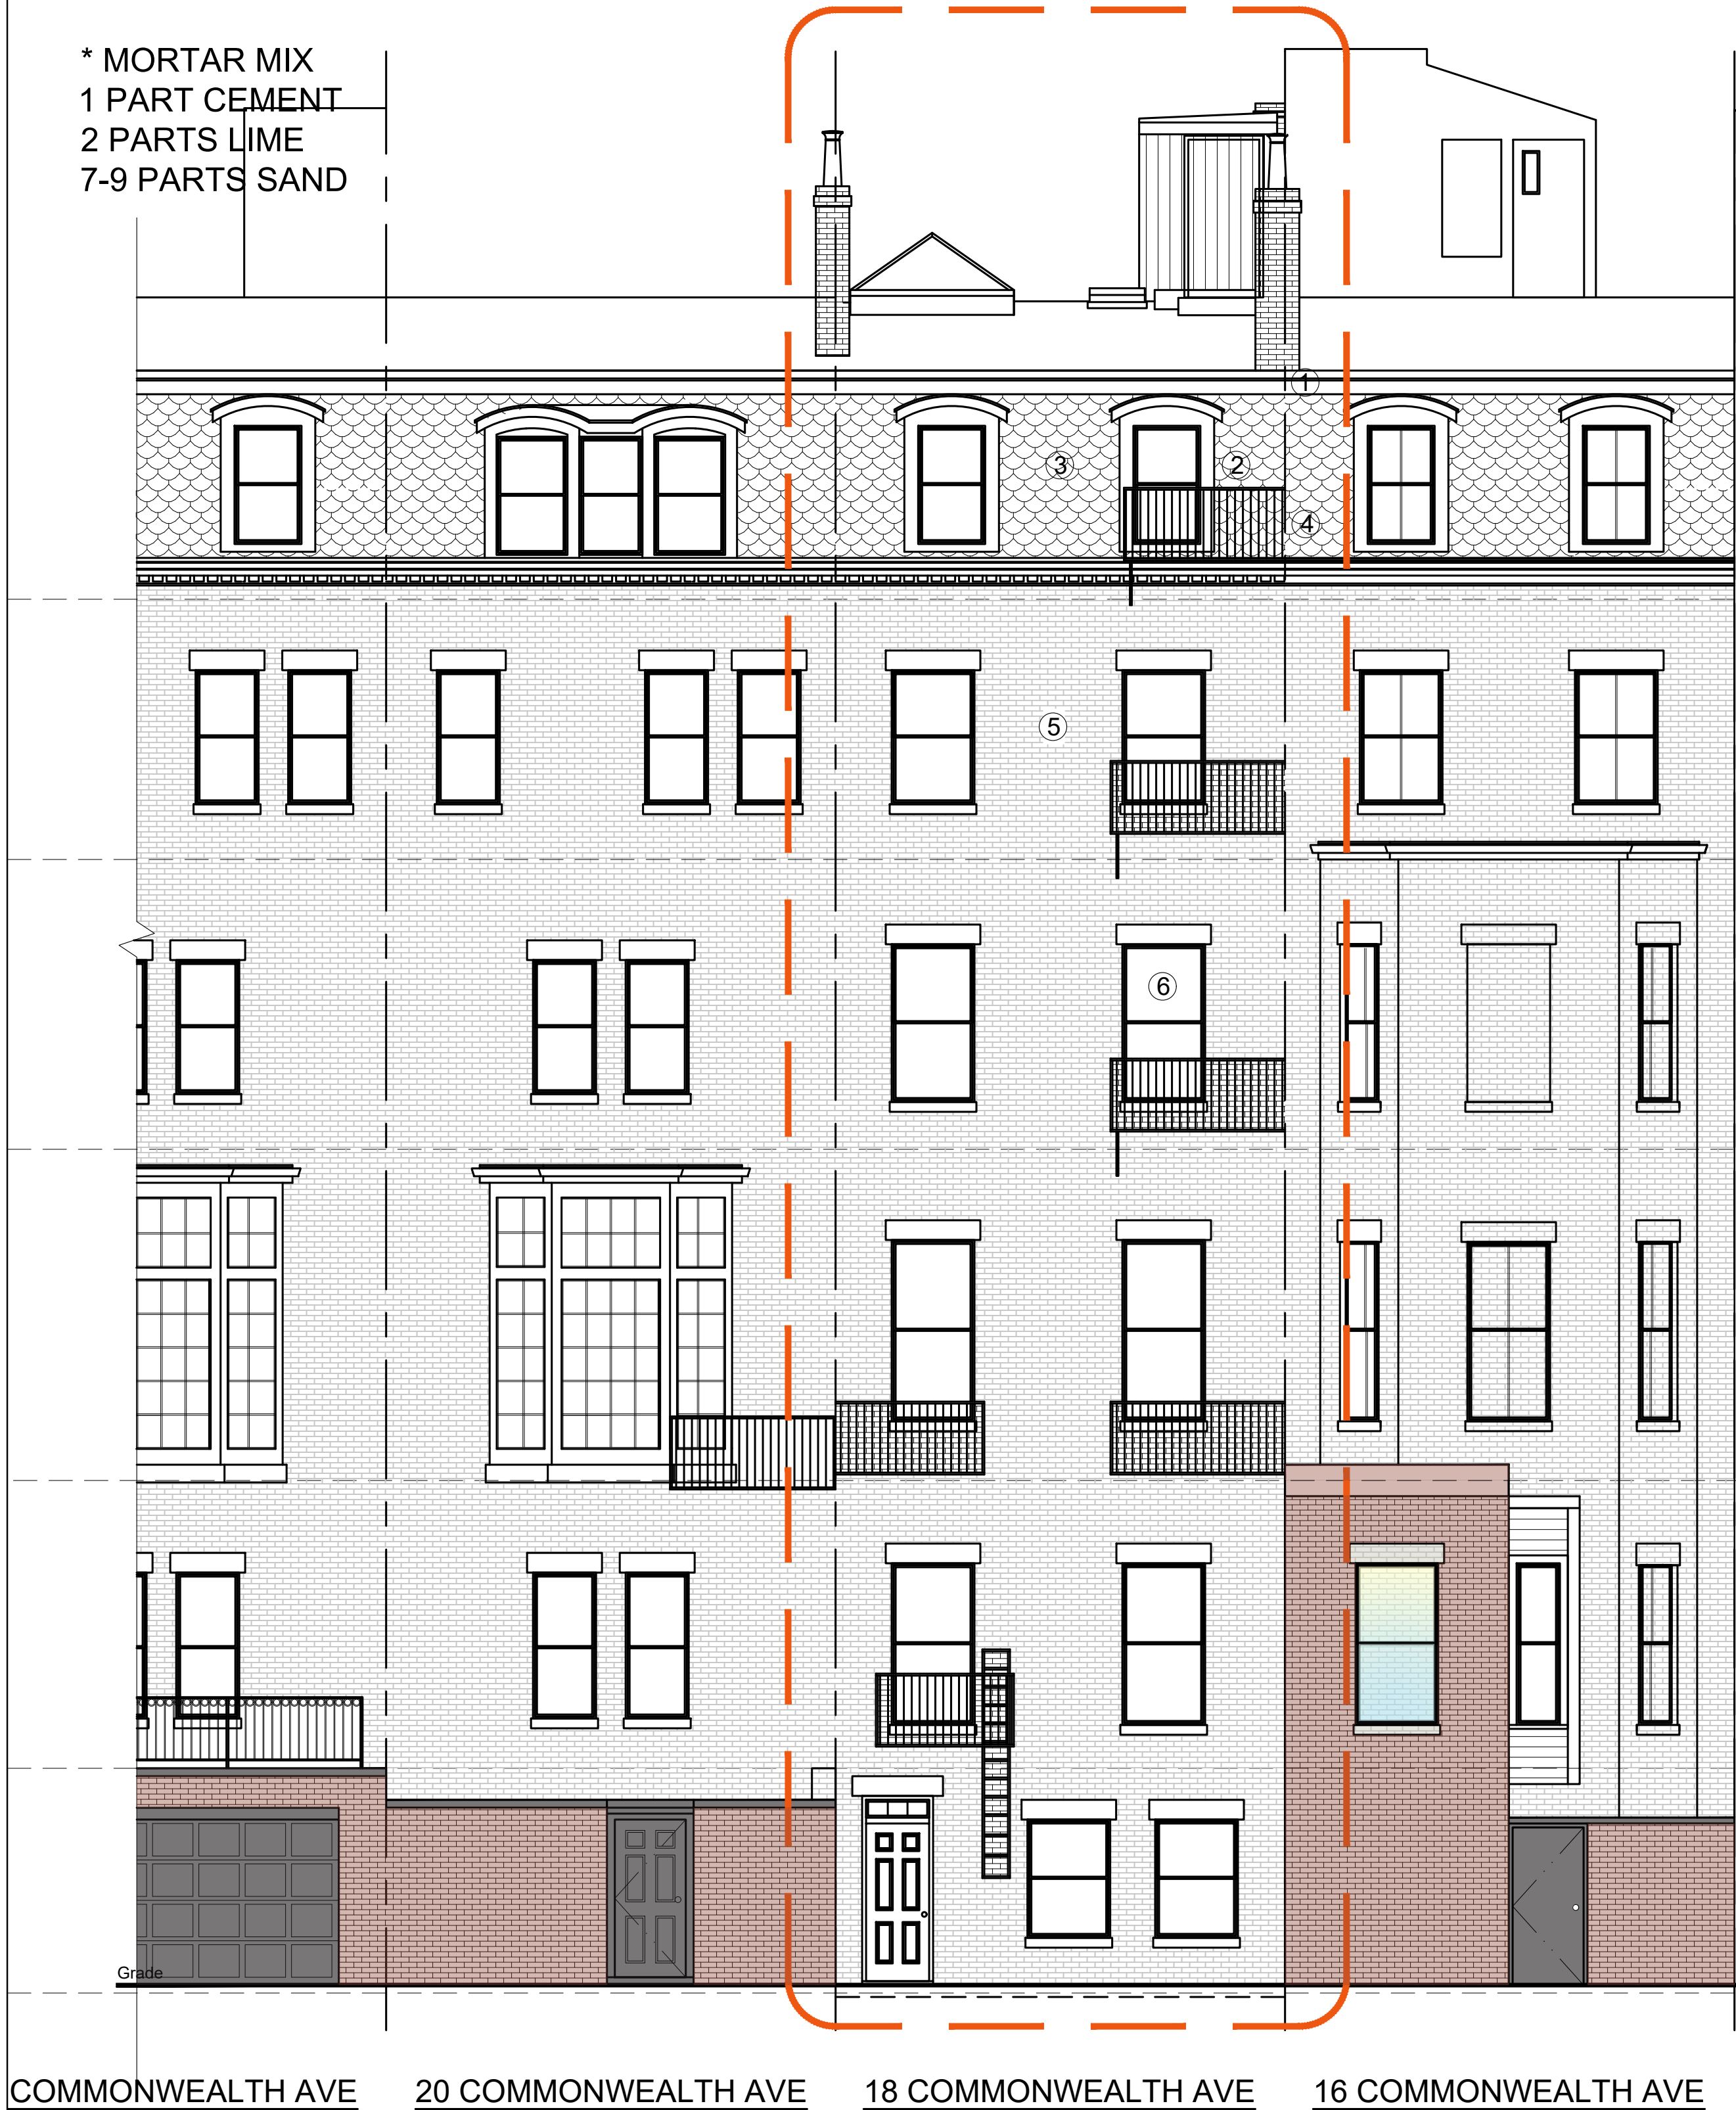 * MORTAR MIX
1 PART CEMENT
2 PARTS LIME
7-9 PARTS SAND
1
3
2
4
5
6
Grade
COMMONWEALTH AVE
20 COMMONWEALTH AVE
18 COMMONWEALTH AVE
16 COMMONWEALTH AVE